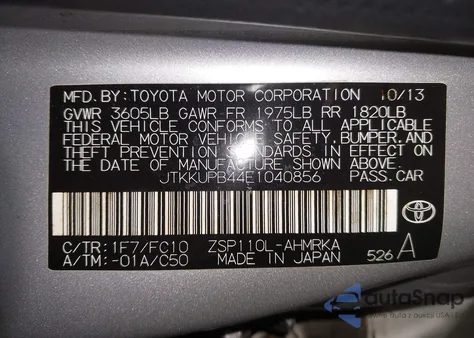 MFD.BY: TOYOTA MOTOR CORPORATION 10/13
GVWR 3605LB GAWR FR 1975LB RR 1820LB
THIS VEHICLE CONFORMS TO ALL APPLICABLE
FEDERAL MOTOR VEHICLE SAFETY, BUMPER, AND
THEFT PREVENTION STANDARDS IN EFFECT ON
THE DATE OF MANUFACTURE SHOWN ABOVE.
JTKKUPB44E1040856 PASS.CAR
C/TR: 1F7/FC10 ZSP110L-AHMRKA
A/TM: -01A/C50 MADE IN JAPAN 526 A
autoSnap